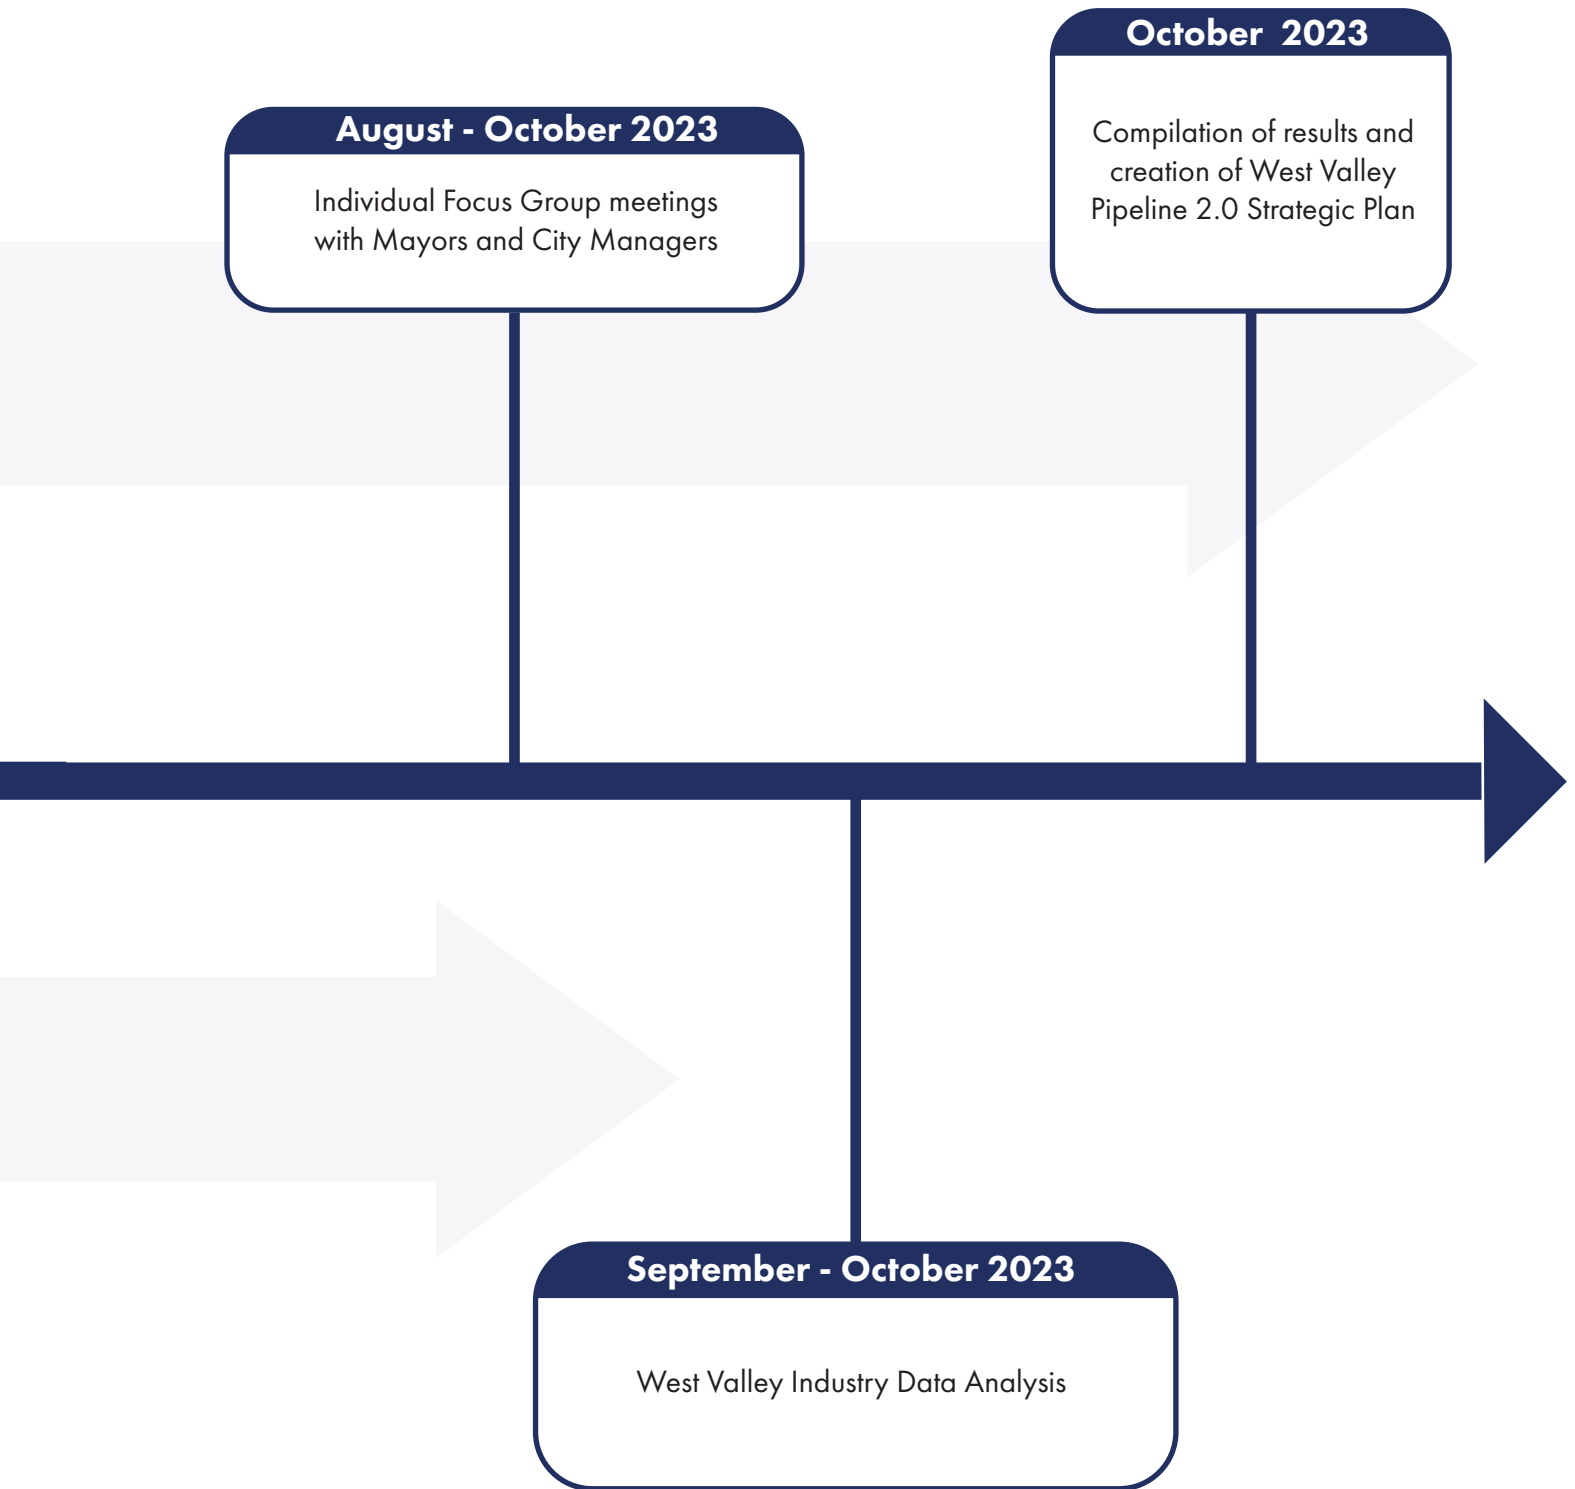 August - October 2023
Individual Focus Group meetings
with Mayors and City Managers
October 2023
Compilation of results and
creation of West Valley
Pipeline 2.0 Strategic Plan
September - October 2023
West Valley Industry Data Analysis